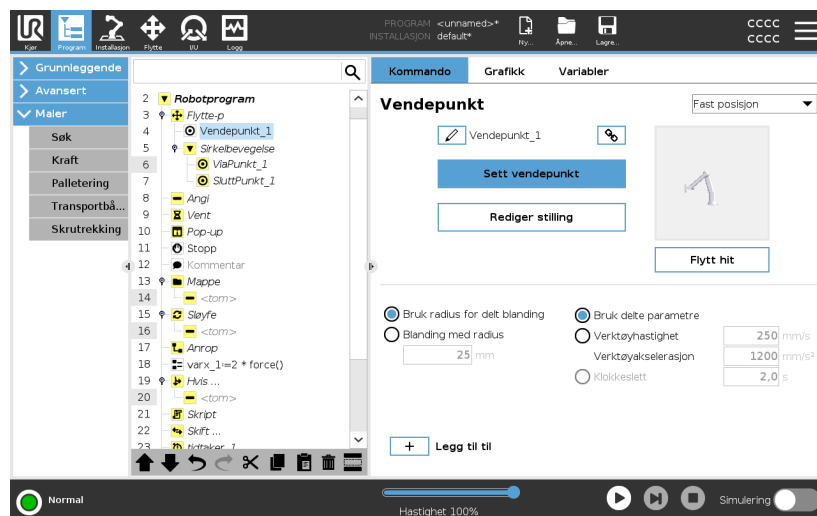 PROGRAM <unnamed>*
INSTALLASJON default*
Kjør
Program
Installasjon
Flytte
I/U
Logg
Ny...
Åpne...
Lagre...
CCCC
CCCC
Grunnleggende
Avansert
Maler
Søk
Kraft
Palletering
Transportbå...
Skrutrekking
2 Robotprogram
3 Flytte-p
4 Vendepunkt_1
5 Sirkelbevegelse
6 ViaPunkt_1
7 SluttPunkt_1
8 Angi
9 Vent
10 Pop-up
11 Stopp
12 Kommentar
13 Mappe
14 <tom>
15 Sløyfe
16 <tom>
17 Anrop
18 varx_1≔2 * force()
19 Hvis ...
20 <tom>
21 Skript
22 Skift ...
23 tidtaker_1
Kommando
Grafikk
Variabler
Vendepunkt
Fast posisjon
Vendepunkt_1
Sett vendepunkt
Rediger stilling
Flytt hit
Bruk radius for delt blanding
Blanding med radius
25 mm
Bruk delte parametre
Verktøyhastighet 250 mm/s
Verktøyakselerasjon 1200 mm/s²
Klokkeslett 2,0 s
+ Legg til til
Normal
Hastighet 100%
Simulering